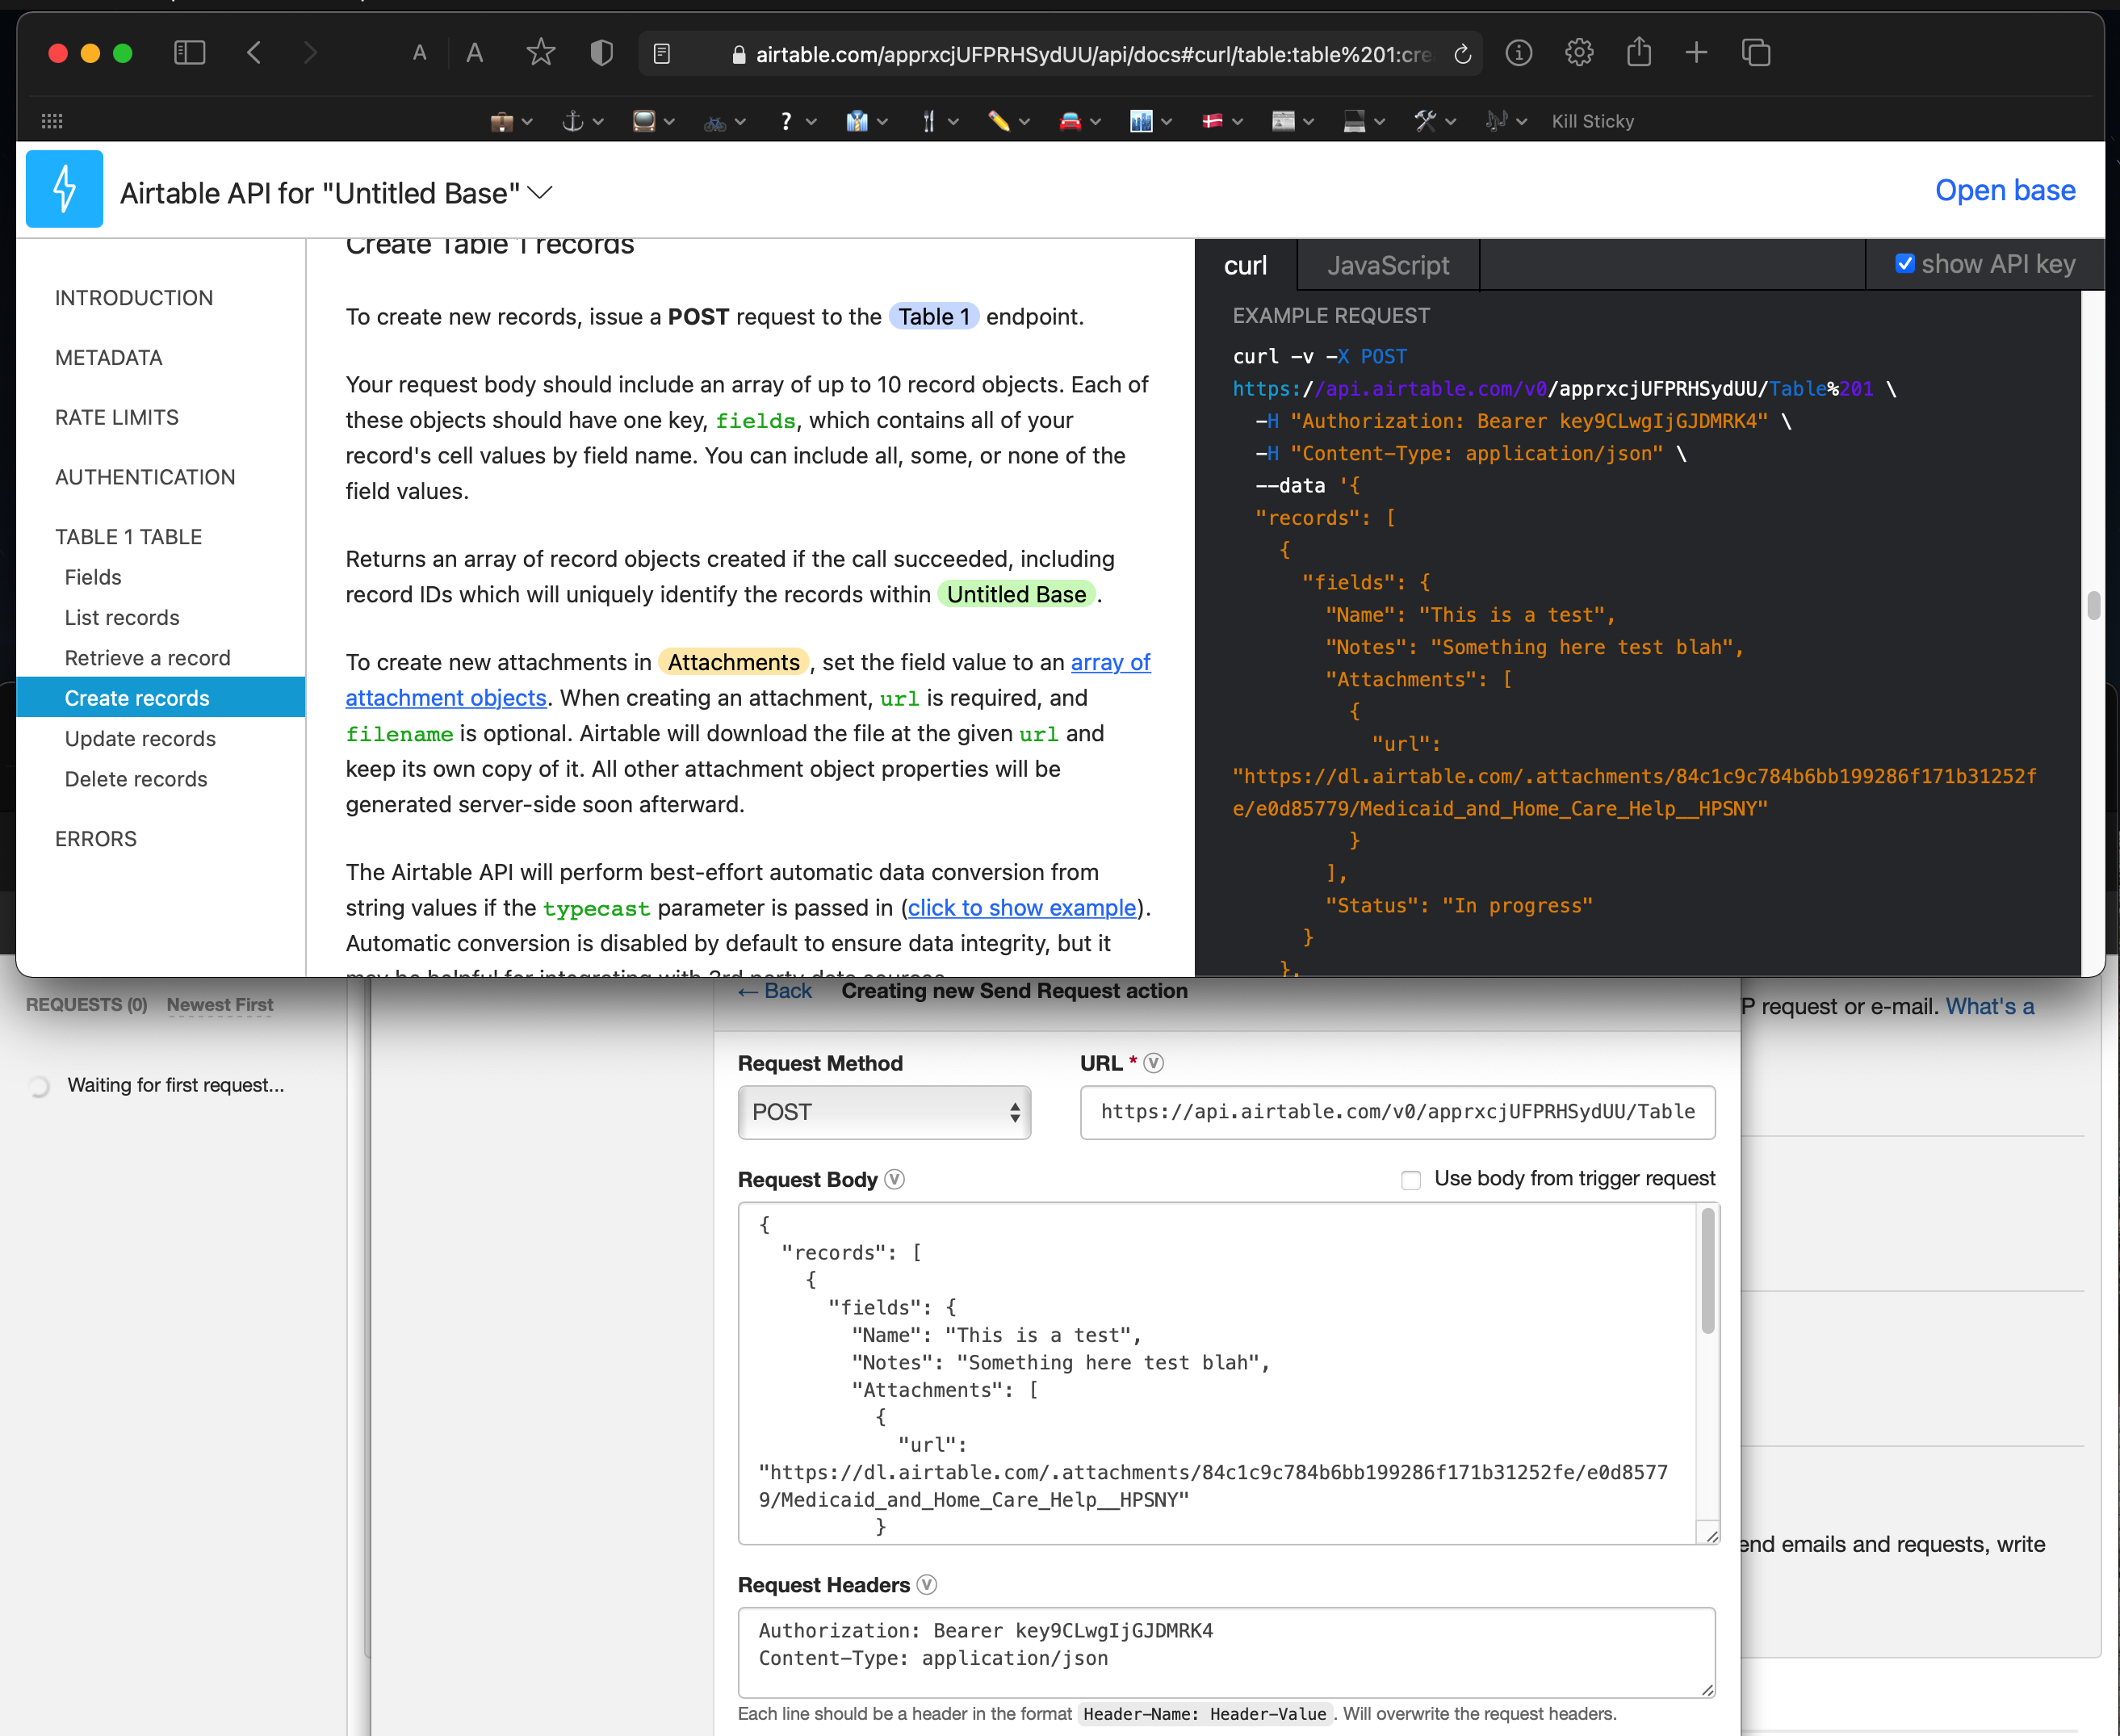 A A airtable.com/apprxcjUFPRHSydUU/api/docs#curl/table:table%201:cre
? Kill Sticky
Airtable API for "Untitled Base"
Open base
INTRODUCTION
METADATA
RATE LIMITS
AUTHENTICATION
TABLE 1 TABLE
Fields
List records
Retrieve a record
Create records
Update records
Delete records
ERRORS
Create Table 1 records
To create new records, issue a POST request to the Table 1 endpoint.
Your request body should include an array of up to 10 record objects. Each of
these objects should have one key, fields, which contains all of your
record's cell values by field name. You can include all, some, or none of the
field values.
Returns an array of record objects created if the call succeeded, including
record IDs which will uniquely identify the records within Untitled Base .
To create new attachments in Attachments , set the field value to an array of
attachment objects. When creating an attachment, url is required, and
filename is optional. Airtable will download the file at the given url and
keep its own copy of it. All other attachment object properties will be
generated server-side soon afterward.
The Airtable API will perform best-effort automatic data conversion from
string values if the typecast parameter is passed in (click to show example).
Automatic conversion is disabled by default to ensure data integrity, but it
may be helpful for integrating with 3rd party data sources.
curl JavaScript show API key
EXAMPLE REQUEST
curl -v -X POST
https://api.airtable.com/v0/apprxcjUFPRHSydUU/Table%201 \
-H "Authorization: Bearer key9CLwgIjGJDMRK4" \
-H "Content-Type: application/json" \
--data '{
"records": [
{
"fields": {
"Name": "This is a test",
"Notes": "Something here test blah",
"Attachments": [
{
"url":
"https://dl.airtable.com/.attachments/84c1c9c784b6bb199286f171b31252f
e/e0d85779/Medicaid_and_Home_Care_Help__HPSNY"
}
],
"Status": "In progress"
}
},
REQUESTS (0) Newest First
Waiting for first request...
← Back Creating new Send Request action
Request Method
POST
URL * V
https://api.airtable.com/v0/apprxcjUFPRHSydUU/Table
Request Body V
Use body from trigger request
{
"records": [
{
"fields": {
"Name": "This is a test",
"Notes": "Something here test blah",
"Attachments": [
{
"url":
"https://dl.airtable.com/.attachments/84c1c9c784b6bb199286f171b31252fe/e0d8577
9/Medicaid_and_Home_Care_Help__HPSNY"
}
Request Headers V
Authorization: Bearer key9CLwgIjGJDMRK4
Content-Type: application/json
Each line should be a header in the format Header-Name: Header-Value . Will overwrite the request headers.
P request or e-mail. What's a
end emails and requests, write